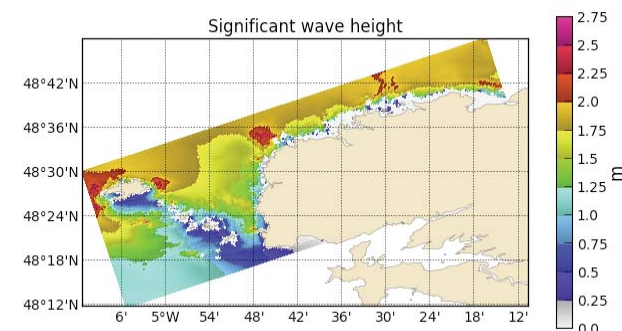 Significant wave height
48°42'N
48°36'N
48°30'N
48°24'N
48°18'N
48°12'N
6' 5°W 54' 48' 42' 36' 30' 24' 18' 12'
2.75
2.5
2.25
2.0
1.75
1.5
1.25
1.0
0.75
0.5
0.25
0.0
m